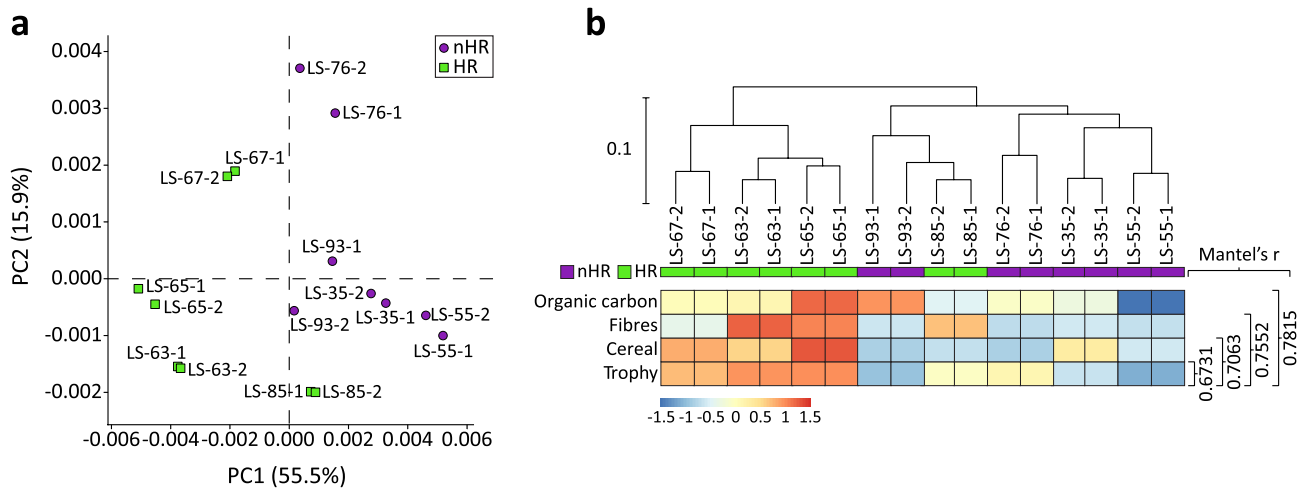 a
nHR
HR
0.004
0.003
0.002
0.001
0.000
-0.001
-0.002
PC2 (15.9%)
LS-76-2
LS-76-1
LS-67-1
LS-67-2
LS-93-1
LS-65-1
LS-65-2
LS-35-2
LS-35-1
LS-55-2
LS-93-2
LS-55-1
LS-63-1
LS-63-2
LS-85-1
LS-85-2
-0.006 -0.004 -0.002 0.000 0.002 0.004 0.006
PC1 (55.5%)
b
0.1
LS-67-2
LS-67-1
LS-63-2
LS-63-1
LS-65-2
LS-65-1
LS-93-1
LS-93-2
LS-85-2
LS-85-1
LS-76-2
LS-76-1
LS-35-2
LS-35-1
LS-55-2
LS-55-1
Mantel's r
nHR HR
Organic carbon
Fibres
Cereal
Trophy
0.6731
0.7063
0.7552
0.7815
-1.5 -1 -0.5 0 0.5 1 1.5